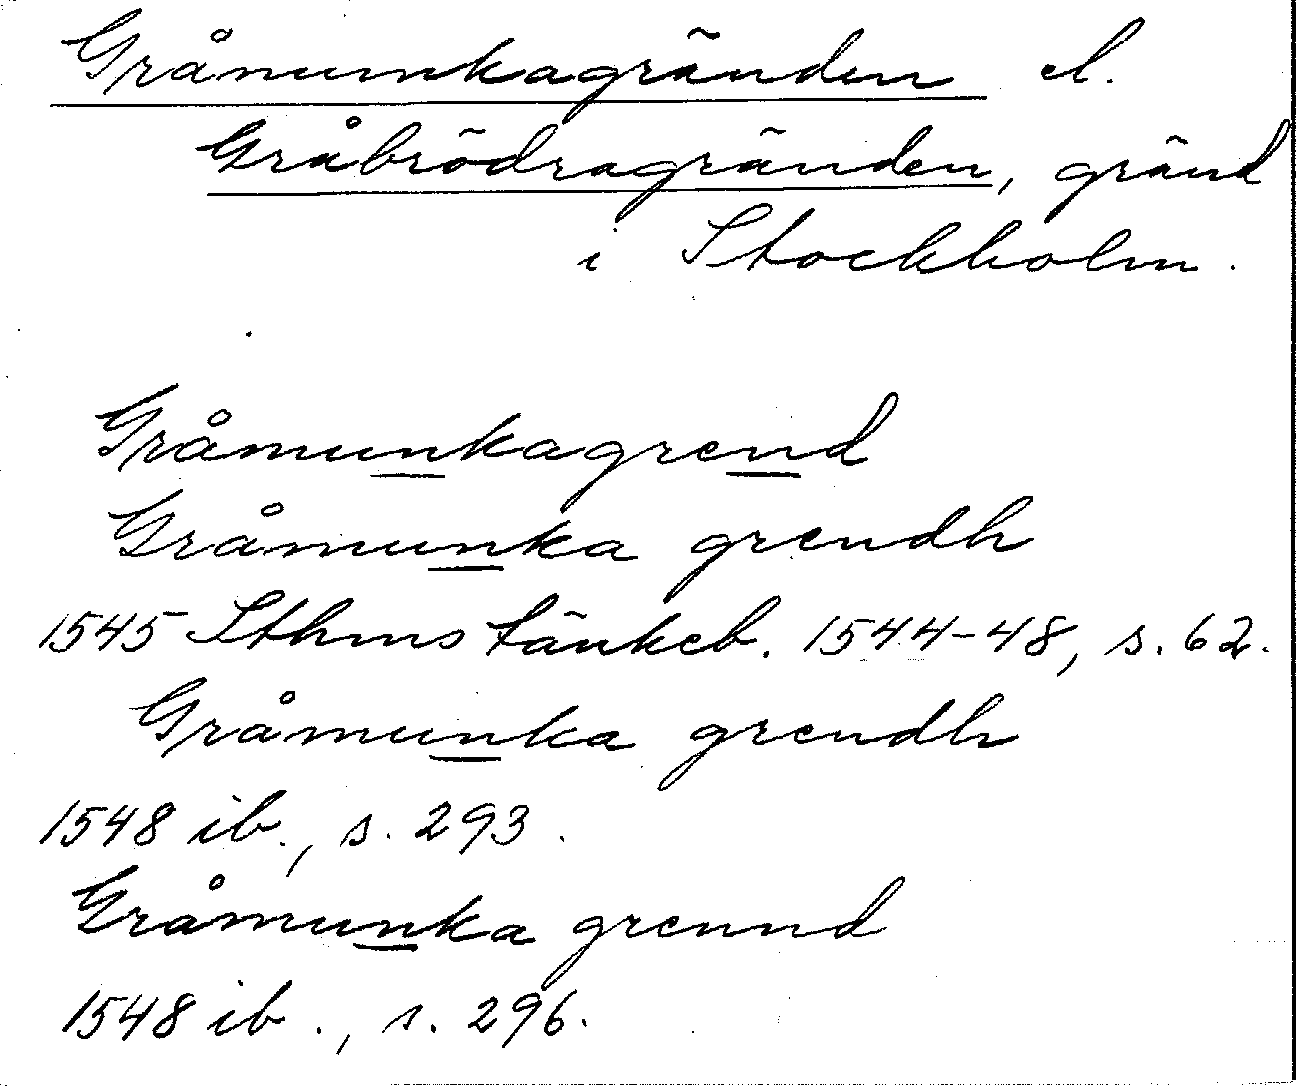 Gråmunkagränden el.
Gråbrödragränden, gränd
i Stockholm.
Gråmunkagrend
Gråmunka grendh
1545 Sthms tänkeb. 1544-48, s. 62.
Gråmunka grendh
1548 ib., s. 293.
Gråmunka grennd
1548 ib., s. 296.